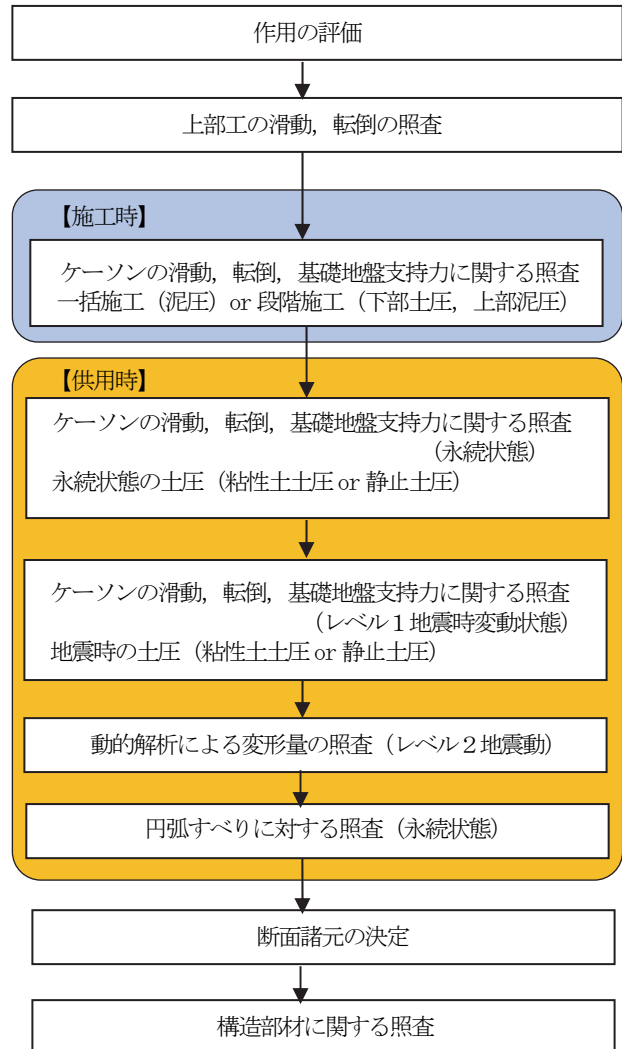 作用の評価
上部工の滑動，転倒の照査
【施工時】
ケーソンの滑動，転倒，基礎地盤支持力に関する照査
一括施工（泥圧）or 段階施工（下部土圧，上部泥圧）
【供用時】
ケーソンの滑動，転倒，基礎地盤支持力に関する照査
（永続状態）
永続状態の土圧（粘性土土圧 or 静止土圧）
ケーソンの滑動，転倒，基礎地盤支持力に関する照査
（レベル１地震時変動状態）
地震時の土圧（粘性土土圧 or 静止土圧）
動的解析による変形量の照査（レベル２地震動）
円弧すべりに対する照査（永続状態）
断面諸元の決定
構造部材に関する照査